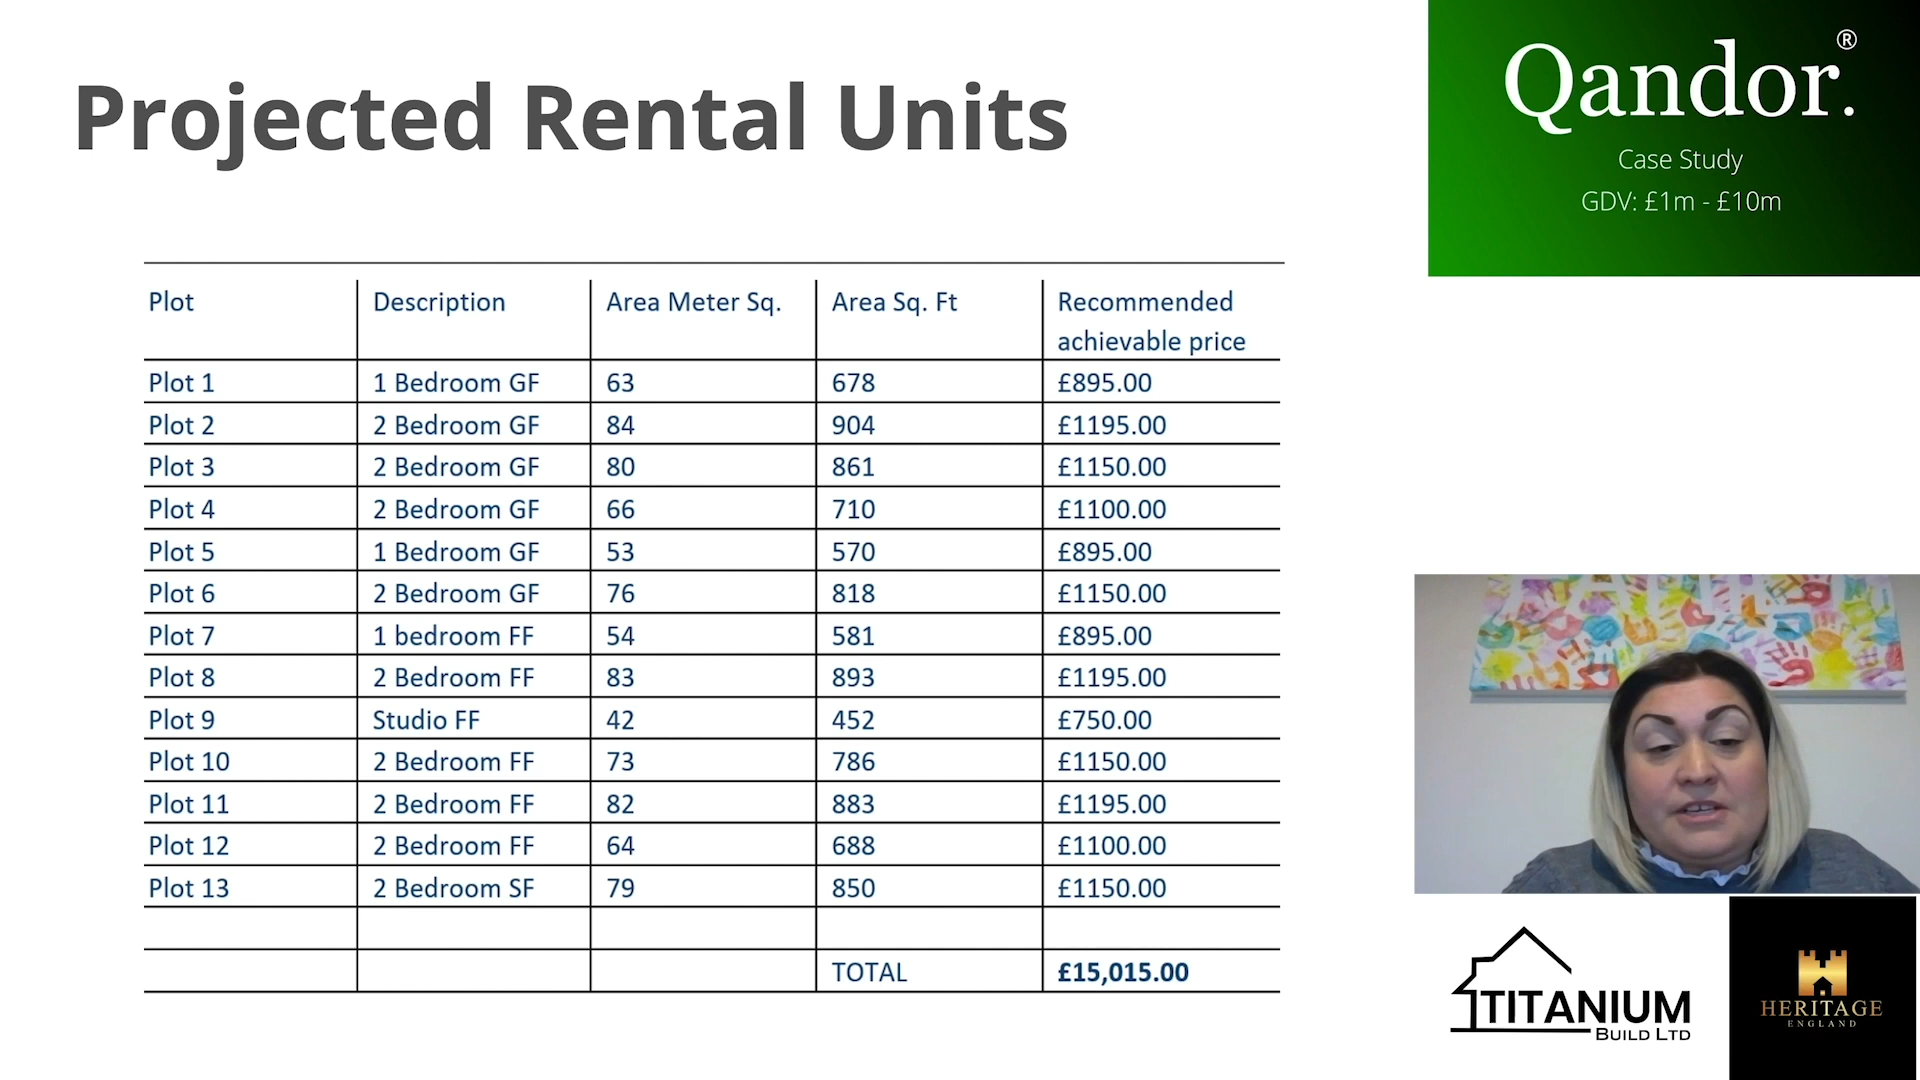 Projected Rental Units
Plot Description Area Meter Sq. Area Sq. Ft Recommended
achievable price
Plot 1 1 Bedroom GF 63 678 £895.00
Plot 2 2 Bedroom GF 84 904 £1195.00
Plot 3 2 Bedroom GF 80 861 £1150.00
Plot 4 2 Bedroom GF 66 710 £1100.00
Plot 5 1 Bedroom GF 53 570 £895.00
Plot 6 2 Bedroom GF 76 818 £1150.00
Plot 7 1 bedroom FF 54 581 £895.00
Plot 8 2 Bedroom FF 83 893 £1195.00
Plot 9 Studio FF 42 452 £750.00
Plot 10 2 Bedroom FF 73 786 £1150.00
Plot 11 2 Bedroom FF 82 883 £1195.00
Plot 12 2 Bedroom FF 64 688 £1100.00
Plot 13 2 Bedroom SF 79 850 £1150.00
TOTAL £15,015.00
Qandor.®
Case Study
GDV: £1m - £10m
TITANIUM
BUILD LTD
HERITAGE
ENGLAND